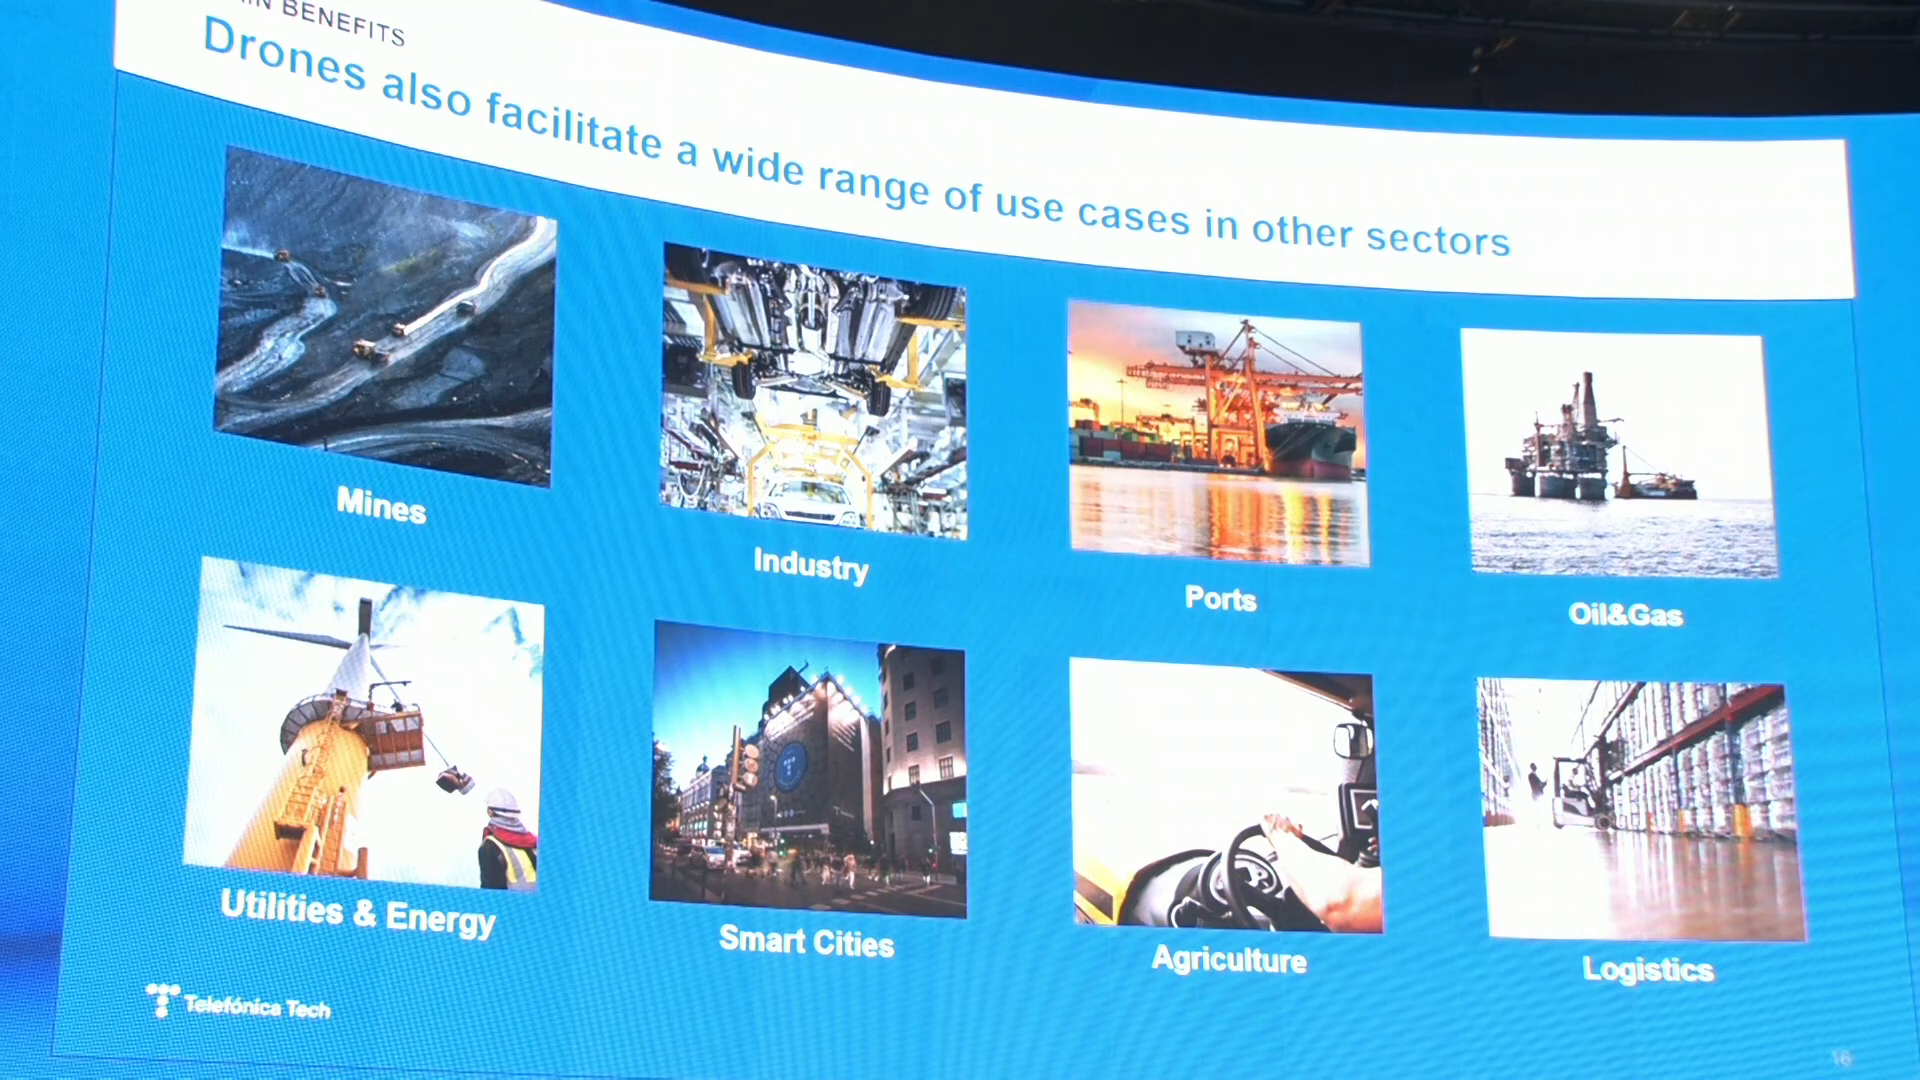 BENEFITS
Drones also facilitate a wide range of use cases in other sectors
Mines
Industry
Ports
Oil&Gas
Utilities & Energy
Smart Cities
Agriculture
Logistics
Telefónica Tech
16